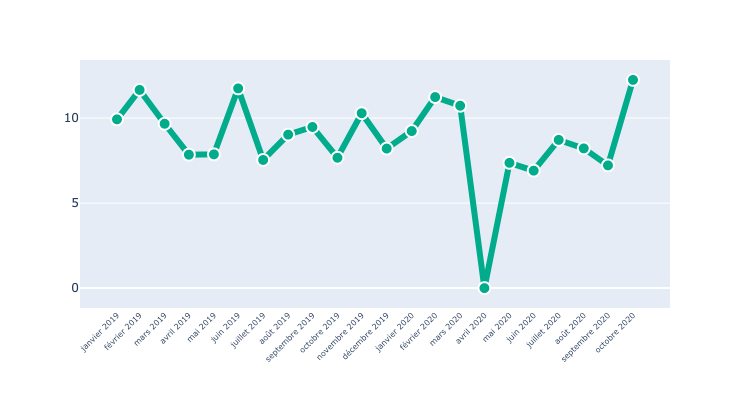 10
5
0
janvier 2019
février 2019
mars 2019
avril 2019
mai 2019
juin 2019
juillet 2019
août 2019
septembre 2019
octobre 2019
novembre 2019
décembre 2019
janvier 2020
février 2020
mars 2020
avril 2020
mai 2020
juin 2020
juillet 2020
août 2020
septembre 2020
octobre 2020